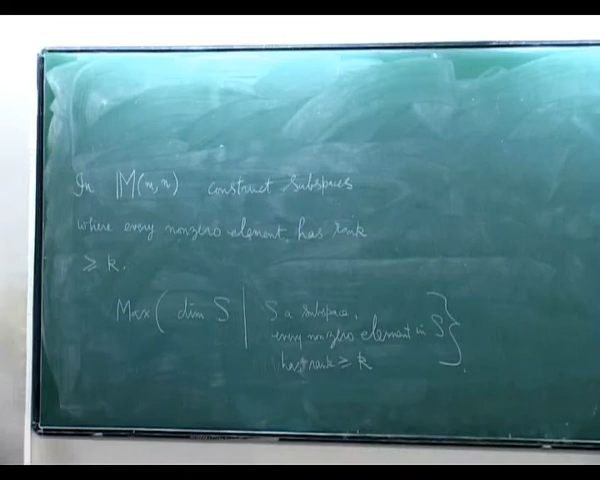 In M(m,n) construct subspaces
where every nonzero element has rank
≥ k.
Max ( dim S | S a subspace,
every nonzero element in S }
has rank ≥ k